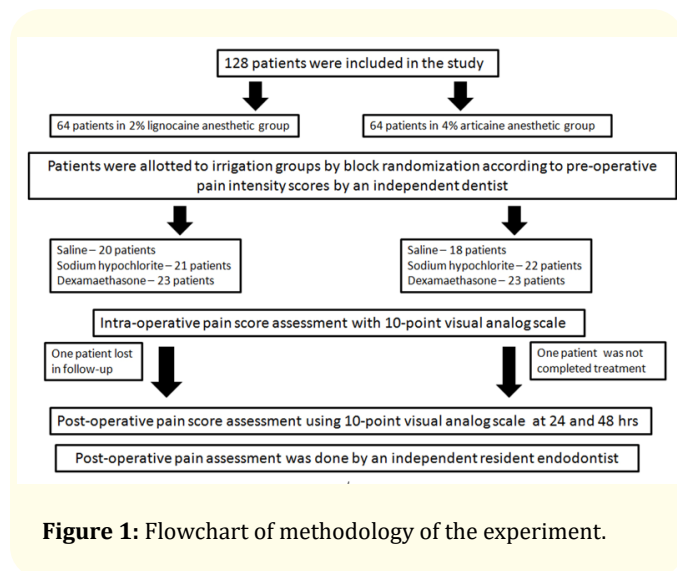 128 patients were included in the study
64 patients in 2% lignocaine anesthetic group
64 patients in 4% articaine anesthetic group
Patients were allotted to irrigation groups by block randomization according to pre-operative
pain intensity scores by an independent dentist
Saline – 20 patients
Sodium hypochlorite - 21 patients
Dexamaethasone - 23 patients
Saline – 18 patients
Sodium hypochlorite - 22 patients
Dexamaethasone - 23 patients
Intra-operative pain score assessment with 10-point visual analog scale
One patient lost
in follow-up
One patient was not
completed treatment
Post-operative pain score assessment using 10-point visual analog scale at 24 and 48 hrs
Post-operative pain assessment was done by an independent resident endodontist
Figure 1: Flowchart of methodology of the experiment.